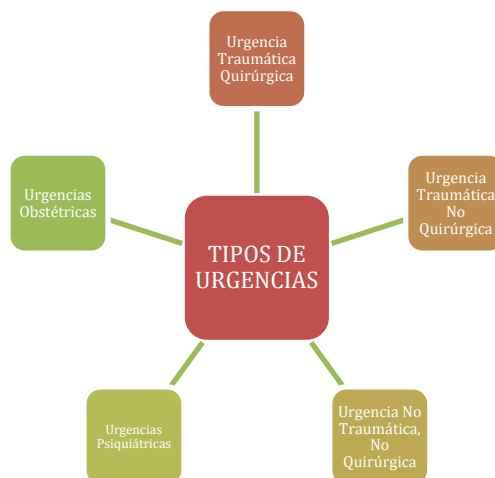 Urgencia
Traumática
Quirúrgica
Urgencia
Traumática
No
Quirúrgica
Urgencia No
Traumática,
No
Quirúrgica
Urgencias
Psiquiátricas
Urgencias
Obstétricas
TIPOS DE
URGENCIAS